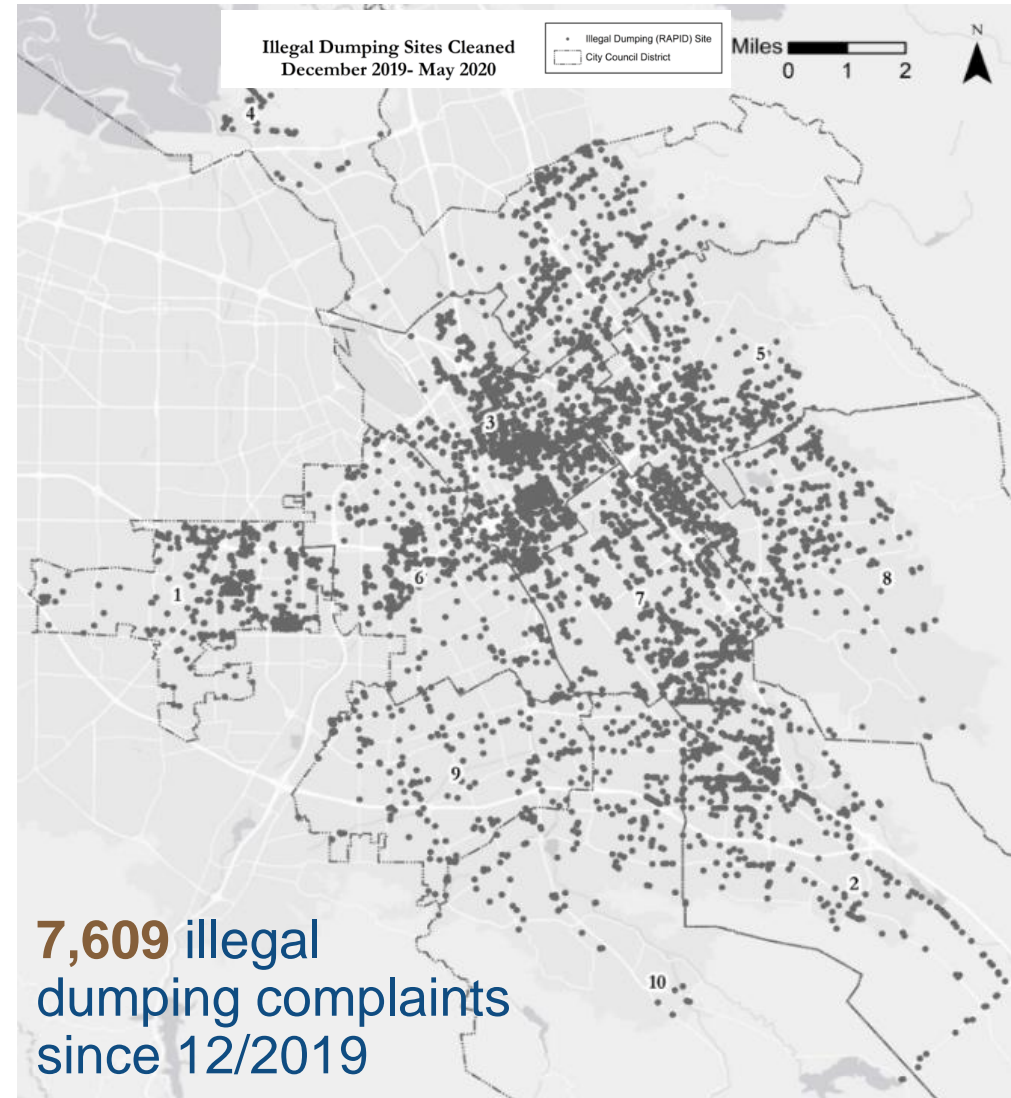 Illegal Dumping Sites Cleaned
December 2019- May 2020
Illegal Dumping (RAPID) Site
City Council District
Miles
0 1 2
N
4
5
3
8
1
6
7
9
2
10
7,609 illegal
dumping complaints
since 12/2019